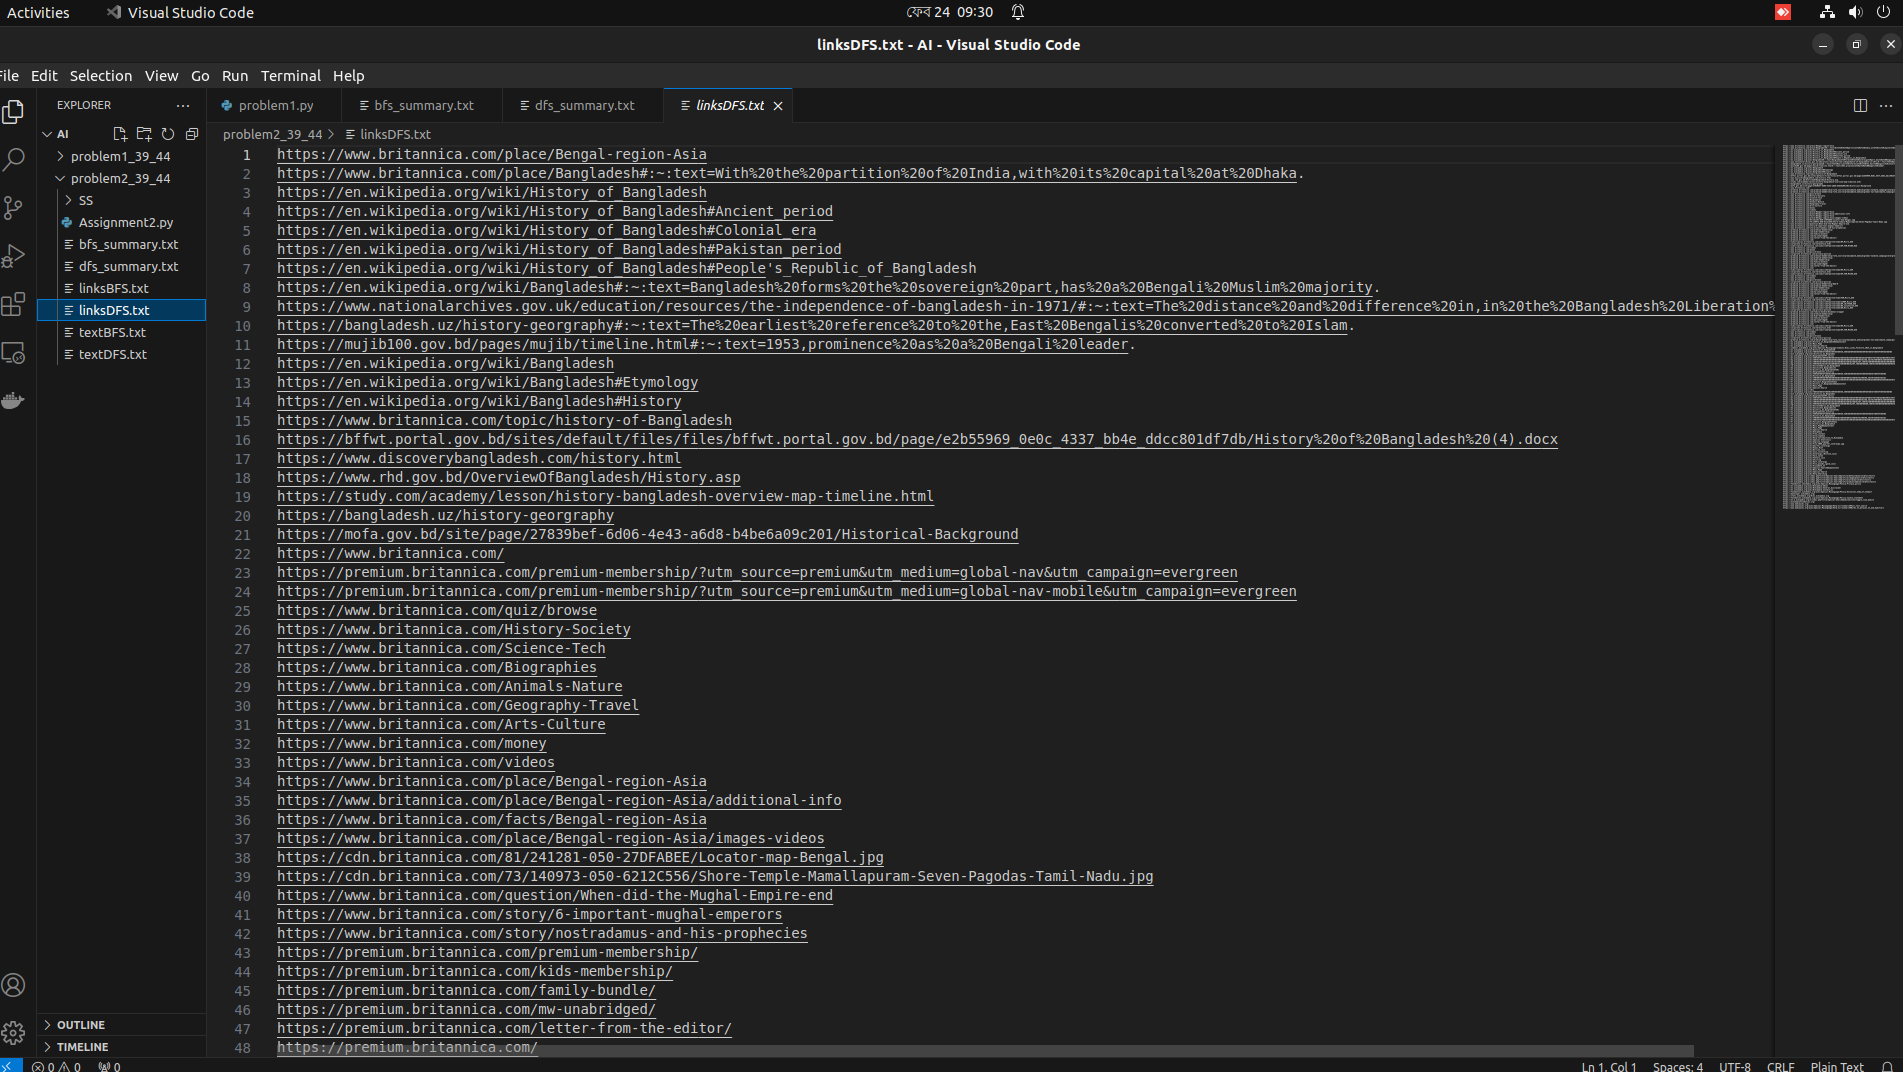 Activities Visual Studio Code ফেব 24 09:30
linksDFS.txt - AI - Visual Studio Code
File Edit Selection View Go Run Terminal Help
EXPLORER
AI
problem1_39_44
problem2_39_44
SS
Assignment2.py
bfs_summary.txt
dfs_summary.txt
linksBFS.txt
linksDFS.txt
textBFS.txt
textDFS.txt
OUTLINE
TIMELINE
problem1.py bfs_summary.txt dfs_summary.txt linksDFS.txt
problem2_39_44 > linksDFS.txt
1 https://www.britannica.com/place/Bengal-region-Asia
2 https://www.britannica.com/place/Bangladesh#:~:text=With%20the%20partition%20of%20India,with%20its%20capital%20at%20Dhaka.
3 https://en.wikipedia.org/wiki/History_of_Bangladesh
4 https://en.wikipedia.org/wiki/History_of_Bangladesh#Ancient_period
5 https://en.wikipedia.org/wiki/History_of_Bangladesh#Colonial_era
6 https://en.wikipedia.org/wiki/History_of_Bangladesh#Pakistan_period
7 https://en.wikipedia.org/wiki/History_of_Bangladesh#People's_Republic_of_Bangladesh
8 https://en.wikipedia.org/wiki/Bangladesh#:~:text=Bangladesh%20forms%20the%20sovereign%20part,has%20a%20Bengali%20Muslim%20majority.
9 https://www.nationalarchives.gov.uk/education/resources/the-independence-of-bangladesh-in-1971/#:~:text=The%20distance%20and%20difference%20in,in%20the%20Bangladesh%20Liberation%
10 https://bangladesh.uz/history-georgraphy#:~:text=The%20earliest%20reference%20to%20the,East%20Bengalis%20converted%20to%20Islam.
11 https://mujib100.gov.bd/pages/mujib/timeline.html#:~:text=1953,prominence%20as%20a%20Bengali%20leader.
12 https://en.wikipedia.org/wiki/Bangladesh
13 https://en.wikipedia.org/wiki/Bangladesh#Etymology
14 https://en.wikipedia.org/wiki/Bangladesh#History
15 https://www.britannica.com/topic/history-of-Bangladesh
16 https://bffwt.portal.gov.bd/sites/default/files/files/bffwt.portal.gov.bd/page/e2b55969_0e0c_4337_bb4e_ddcc801df7db/History%20of%20Bangladesh%20(4).docx
17 https://www.discoverybangladesh.com/history.html
18 https://www.rhd.gov.bd/OverviewOfBangladesh/History.asp
19 https://study.com/academy/lesson/history-bangladesh-overview-map-timeline.html
20 https://bangladesh.uz/history-georgraphy
21 https://mofa.gov.bd/site/page/27839bef-6d06-4e43-a6d8-b4be6a09c201/Historical-Background
22 https://www.britannica.com/
23 https://premium.britannica.com/premium-membership/?utm_source=premium&utm_medium=global-nav&utm_campaign=evergreen
24 https://premium.britannica.com/premium-membership/?utm_source=premium&utm_medium=global-nav-mobile&utm_campaign=evergreen
25 https://www.britannica.com/quiz/browse
26 https://www.britannica.com/History-Society
27 https://www.britannica.com/Science-Tech
28 https://www.britannica.com/Biographies
29 https://www.britannica.com/Animals-Nature
30 https://www.britannica.com/Geography-Travel
31 https://www.britannica.com/Arts-Culture
32 https://www.britannica.com/money
33 https://www.britannica.com/videos
34 https://www.britannica.com/place/Bengal-region-Asia
35 https://www.britannica.com/place/Bengal-region-Asia/additional-info
36 https://www.britannica.com/facts/Bengal-region-Asia
37 https://www.britannica.com/place/Bengal-region-Asia/images-videos
38 https://cdn.britannica.com/81/241281-050-27DFABEE/Locator-map-Bengal.jpg
39 https://cdn.britannica.com/73/140973-050-6212C556/Shore-Temple-Mamallapuram-Seven-Pagodas-Tamil-Nadu.jpg
40 https://www.britannica.com/question/When-did-the-Mughal-Empire-end
41 https://www.britannica.com/story/6-important-mughal-emperors
42 https://www.britannica.com/story/nostradamus-and-his-prophecies
43 https://premium.britannica.com/premium-membership/
44 https://premium.britannica.com/kids-membership/
45 https://premium.britannica.com/family-bundle/
46 https://premium.britannica.com/mw-unabridged/
47 https://premium.britannica.com/letter-from-the-editor/
48 https://premium.britannica.com/
0 0 0 Ln 1, Col 1 Spaces: 4 UTF-8 CRLF Plain Text